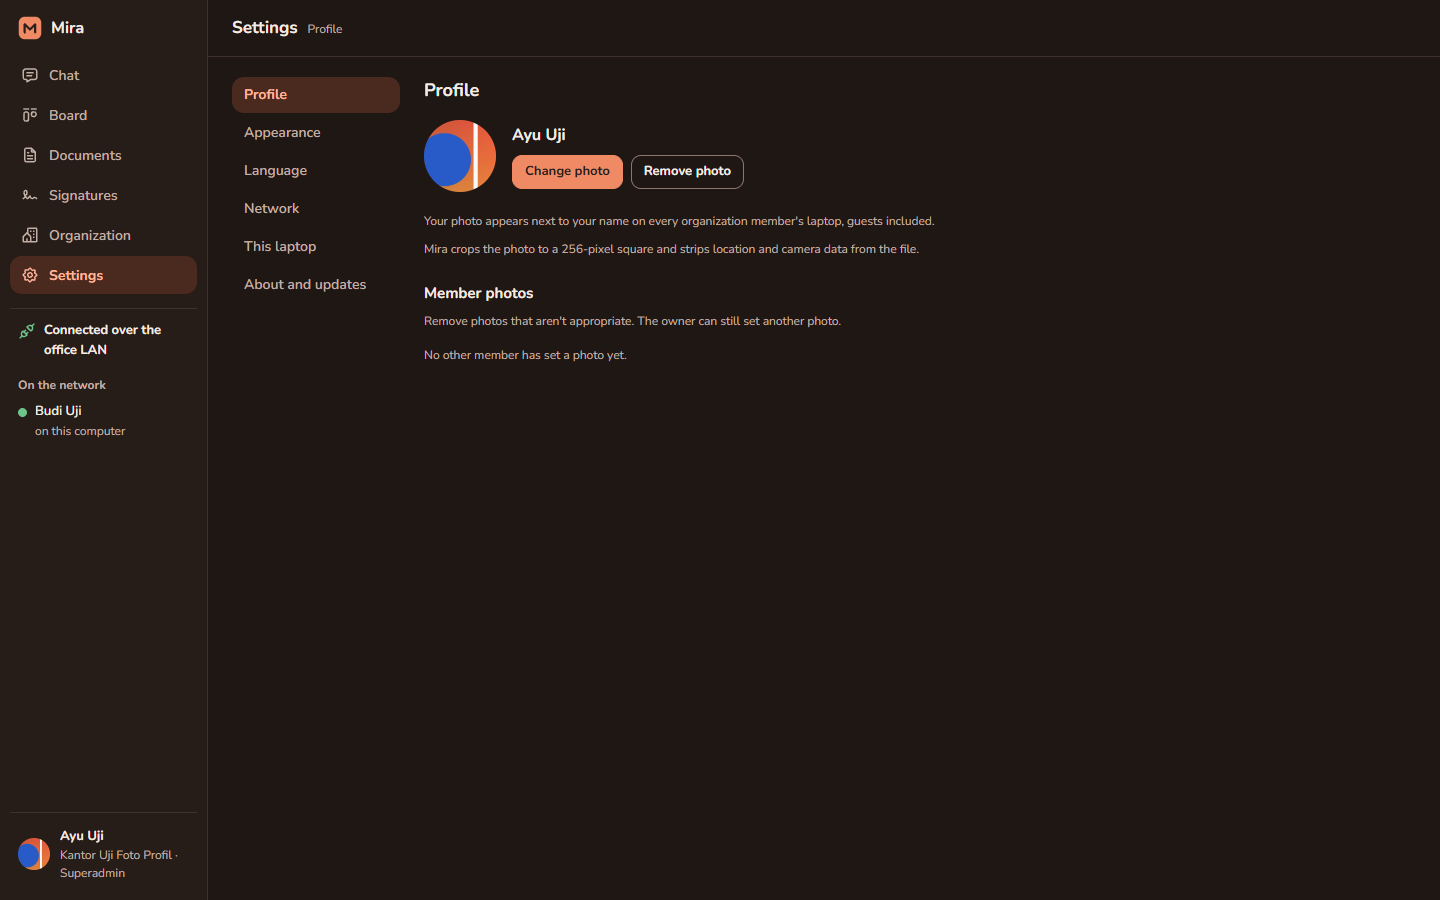 Mira
Chat
Board
Documents
Signatures
Organization
Settings
Connected over the
office LAN
On the network
Budi Uji
on this computer
Ayu Uji
Kantor Uji Foto Profil ·
Superadmin
Settings Profile
Profile
Appearance
Language
Network
This laptop
About and updates
Profile
Ayu Uji
Change photo
Remove photo
Your photo appears next to your name on every organization member's laptop, guests included.
Mira crops the photo to a 256-pixel square and strips location and camera data from the file.
Member photos
Remove photos that aren't appropriate. The owner can still set another photo.
No other member has set a photo yet.